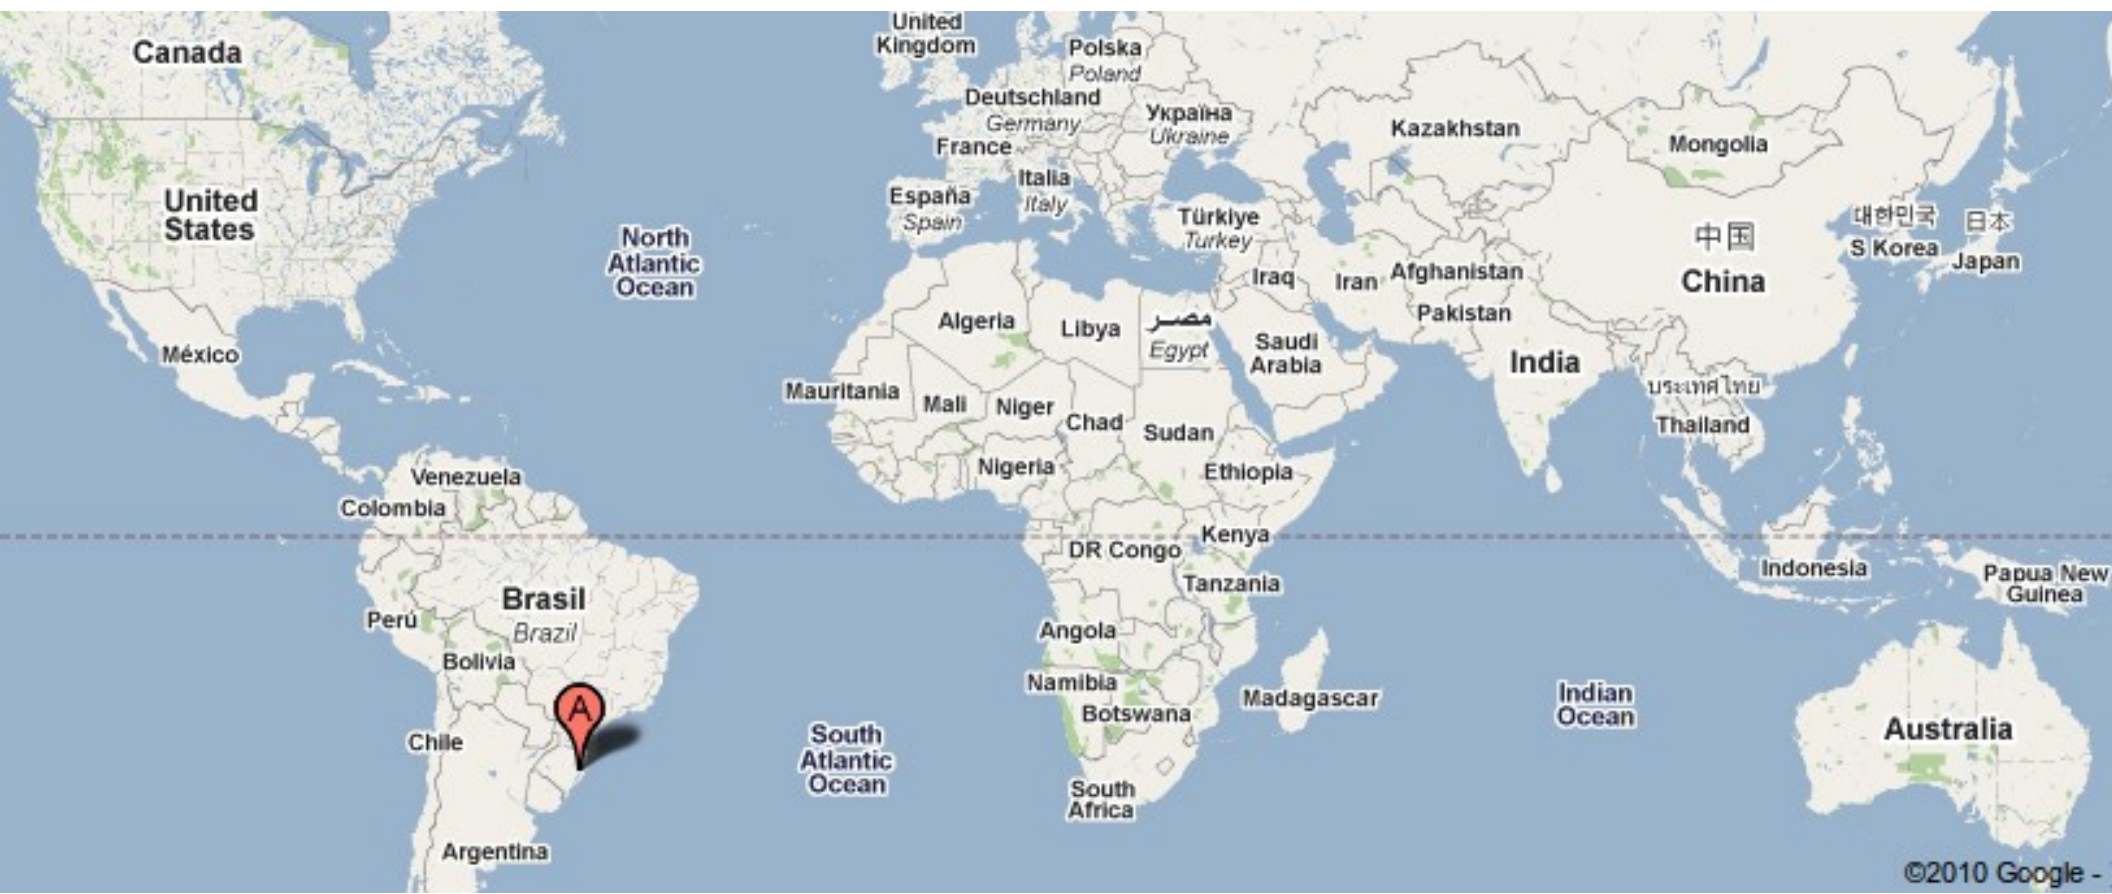 Canada
United
Kingdom
Polska
Poland
Deutschland
Germany
Україна
Ukraine
France
Kazakhstan
Mongolia
United
States
España
Spain
Italia
Italy
Türkiye
Turkey
대한민국
S Korea
日本
Japan
中国
China
North
Atlantic
Ocean
Iraq
Iran
Afghanistan
Pakistan
México
Algeria
Libya
مصر
Egypt
Saudi
Arabia
India
ประเทศไทย
Thailand
Mauritania
Mali
Niger
Chad
Sudan
Venezuela
Nigeria
Ethiopia
Colombia
Kenya
DR Congo
Indonesia
Papua New
Guinea
Brasil
Brazil
Tanzania
Perú
Angola
Bolivia
Namibia
Botswana
Madagascar
Indian
Ocean
A
Chile
South
Atlantic
Ocean
Australia
South
Africa
Argentina
©2010 Google -